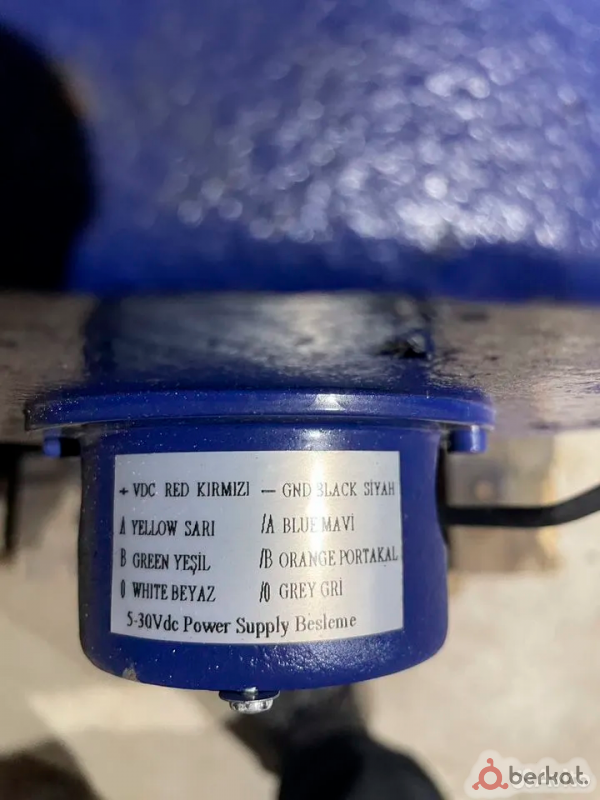 + VDC RED KIRMIZI — GND BLACK SİYAH
A YELLOW SARI /A BLUE MAVİ
B GREEN YEŞİL /B ORANGE PORTAKAL
0 WHITE BEYAZ /0 GREY GRİ
5-30Vdc Power Supply Besleme
berkat.